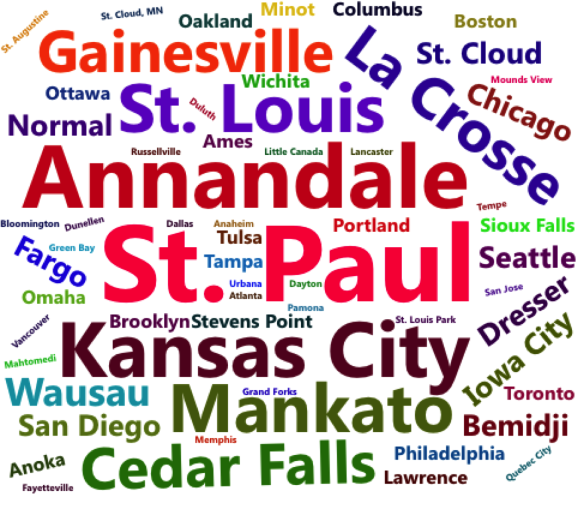 St. Augustine
St. Cloud, MN
Oakland
Minot
Columbus
Boston
Gainesville
La Crosse
St. Cloud
Wichita
Mounds View
Ottawa
St. Louis
Duluth
Chicago
Normal
Ames
Russellville
Little Canada
Lancaster
Annandale
Tempe
Bloomington
Dunellen
Dallas
Anaheim
Portland
Sioux Falls
Fargo
Green Bay
St. Paul
Tulsa
Tampa
Seattle
Urbana
Dayton
San Jose
Omaha
Atlanta
Pamona
Dresser
Vancouver
Brooklyn
Stevens Point
St. Louis Park
Kansas City
Iowa City
Mahtomedi
Wausau
Grand Forks
Mankato
Toronto
San Diego
Bemidji
Memphis
Anoka
Cedar Falls
Philadelphia
Quebec City
Lawrence
Fayetteville